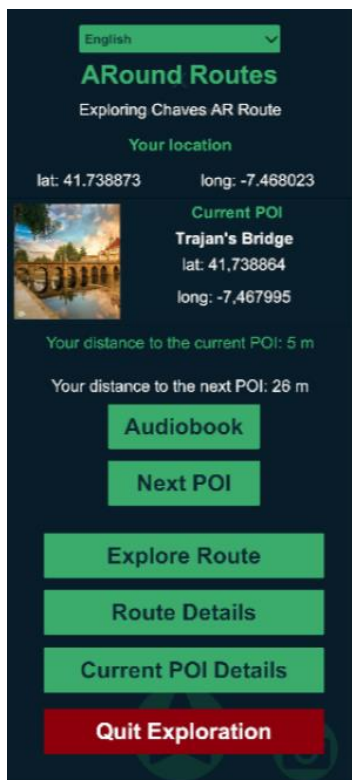 English
ARound Routes
Exploring Chaves AR Route
Your location
lat: 41.738873 long: -7.468023
Current POI
Trajan's Bridge
lat: 41,738864
long: -7,467995
Your distance to the current POI: 5 m
Your distance to the next POI: 26 m
Audiobook
Next POI
Explore Route
Route Details
Current POI Details
Quit Exploration